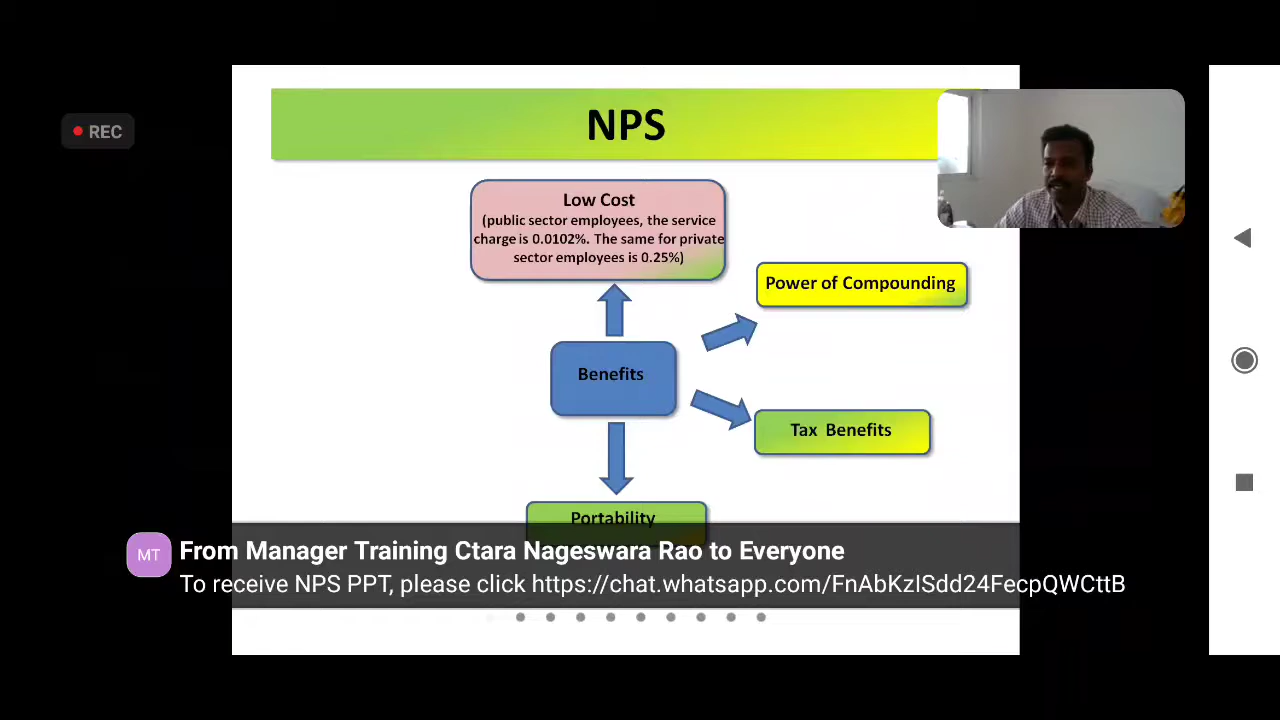 REC
NPS
Low Cost
(public sector employees, the service
charge is 0.0102%. The same for private
sector employees is 0.25%)
Power of Compounding
Benefits
Tax Benefits
Portability
MT
From Manager Training Ctara Nageswara Rao to Everyone
To receive NPS PPT, please click https://chat.whatsapp.com/FnAbKzISdd24FecpQWCttB